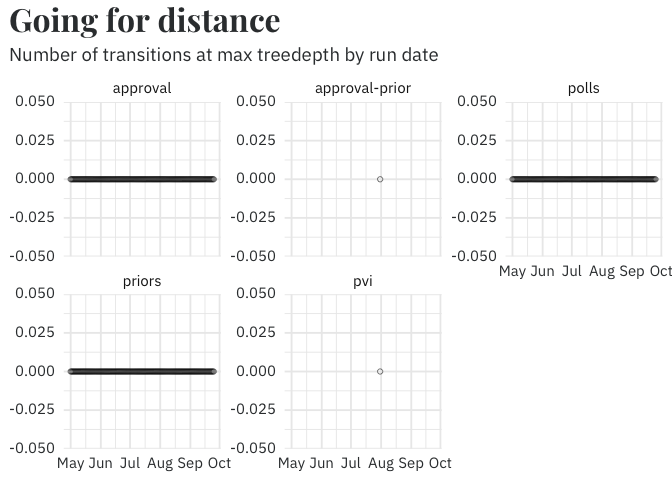 Going for distance
Number of transitions at max treedepth by run date
approval
approval-prior
polls
0.050
0.025
0.000
-0.025
-0.050
0.050
0.025
0.000
-0.025
-0.050
0.050
0.025
0.000
-0.025
-0.050
May Jun Jul Aug Sep Oct
priors
pvi
0.050
0.025
0.000
-0.025
-0.050
May Jun Jul Aug Sep Oct
0.050
0.025
0.000
-0.025
-0.050
May Jun Jul Aug Sep Oct